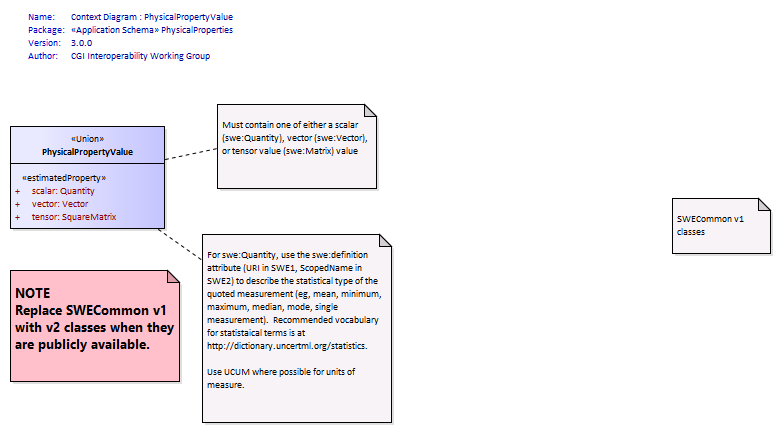 Name: Context Diagram : PhysicalPropertyValue
Package: «Application Schema» PhysicalProperties
Version: 3.0.0
Author: CGI Interoperability Working Group
«Union»
PhysicalPropertyValue
«estimatedProperty»
+ scalar: Quantity
+ vector: Vector
+ tensor: SquareMatrix
Must contain one of either a scalar
(swe:Quantity), vector (swe:Vector),
or tensor value (swe:Matrix) value
SWECommon v1
classes
For swe:Quantity, use the swe:definition
attribute (URI in SWE1, ScopedName in
SWE2) to describe the statistical type of the
quoted measurement (eg, mean, minimum,
maximum, median, mode, single
measurement). Recommended vocabulary
for statistaical terms is at
http://dictionary.uncertml.org/statistics.
Use UCUM where possible for units of
measure.
NOTE
Replace SWECommon v1
with v2 classes when they
are publicly available.